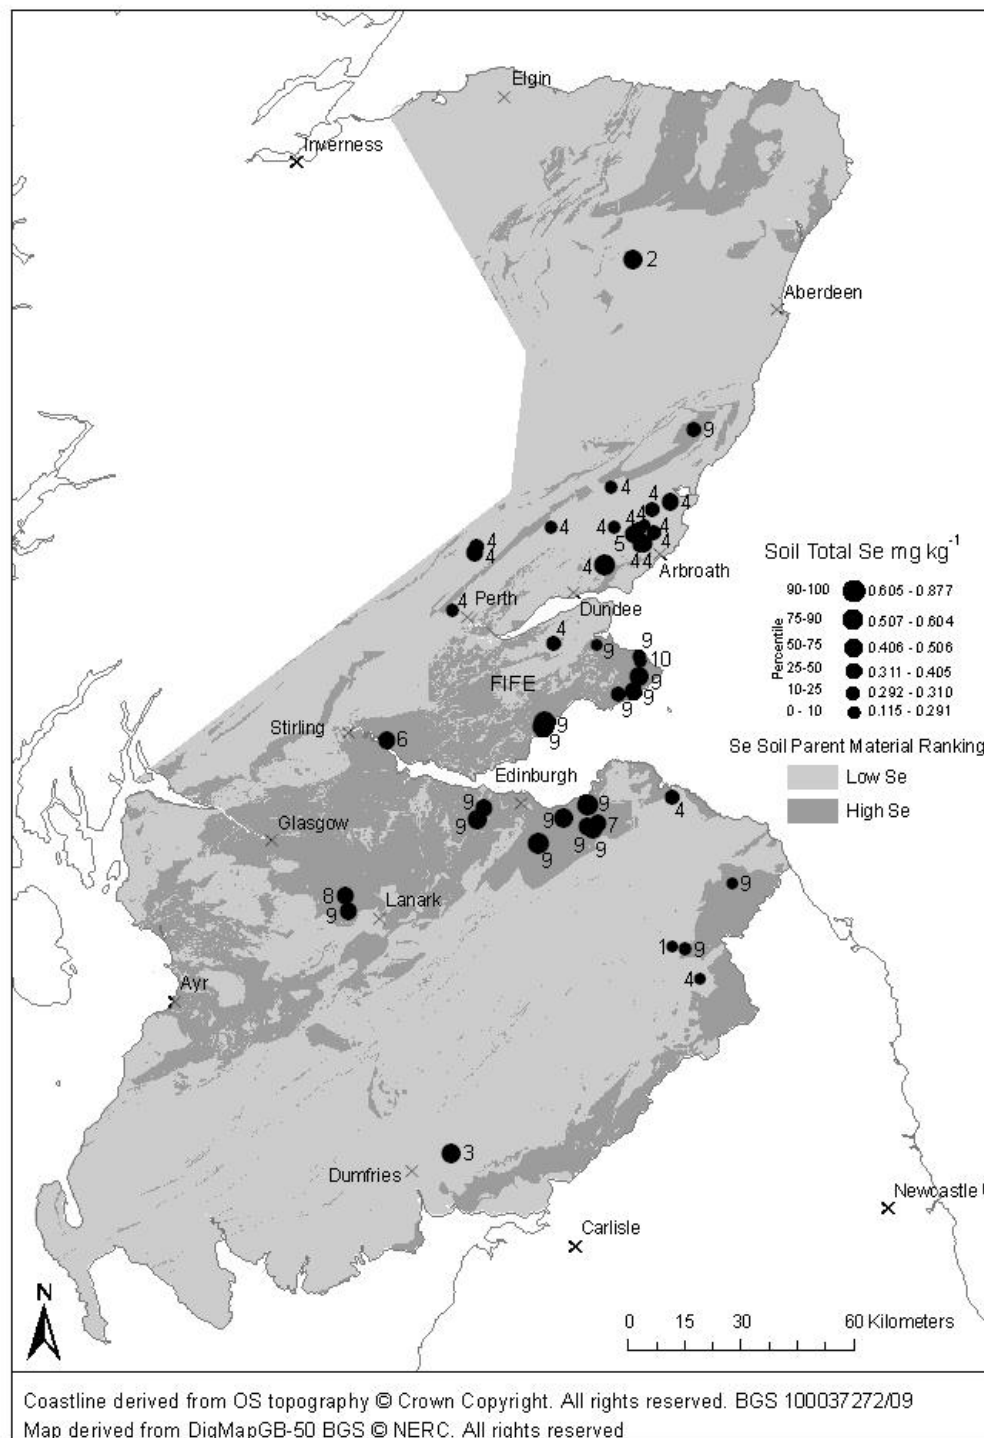 Elgin
Inverness
2
Aberdeen
9
4
4
4
4
4
4
4
4
4
4
5
4
4
4
4
Arbroath
4
Perth
Dundee
4
9
9
10
FIFE
9
9
9
9
9
Stirling
6
Edinburgh
9
9
4
Glasgow
9
9
7
9
9
9
9
8
Lanark
9
1
9
4
Ayr
3
Dumfries
Newcastle
Carlisle
Soil Total Se mg kg-1
Percentile
90-100 0.605 - 0.877
75-90 0.507 - 0.604
50-75 0.406 - 0.506
25-50 0.311 - 0.405
10-25 0.292 - 0.310
0 - 10 0.115 - 0.291
Se Soil Parent Material Ranking
Low Se
High Se
N
0 15 30 60 Kilometers
Coastline derived from OS topography © Crown Copyright. All rights reserved. BGS 100037272/09
Map derived from DigMapGB-50 BGS © NERC. All rights reserved